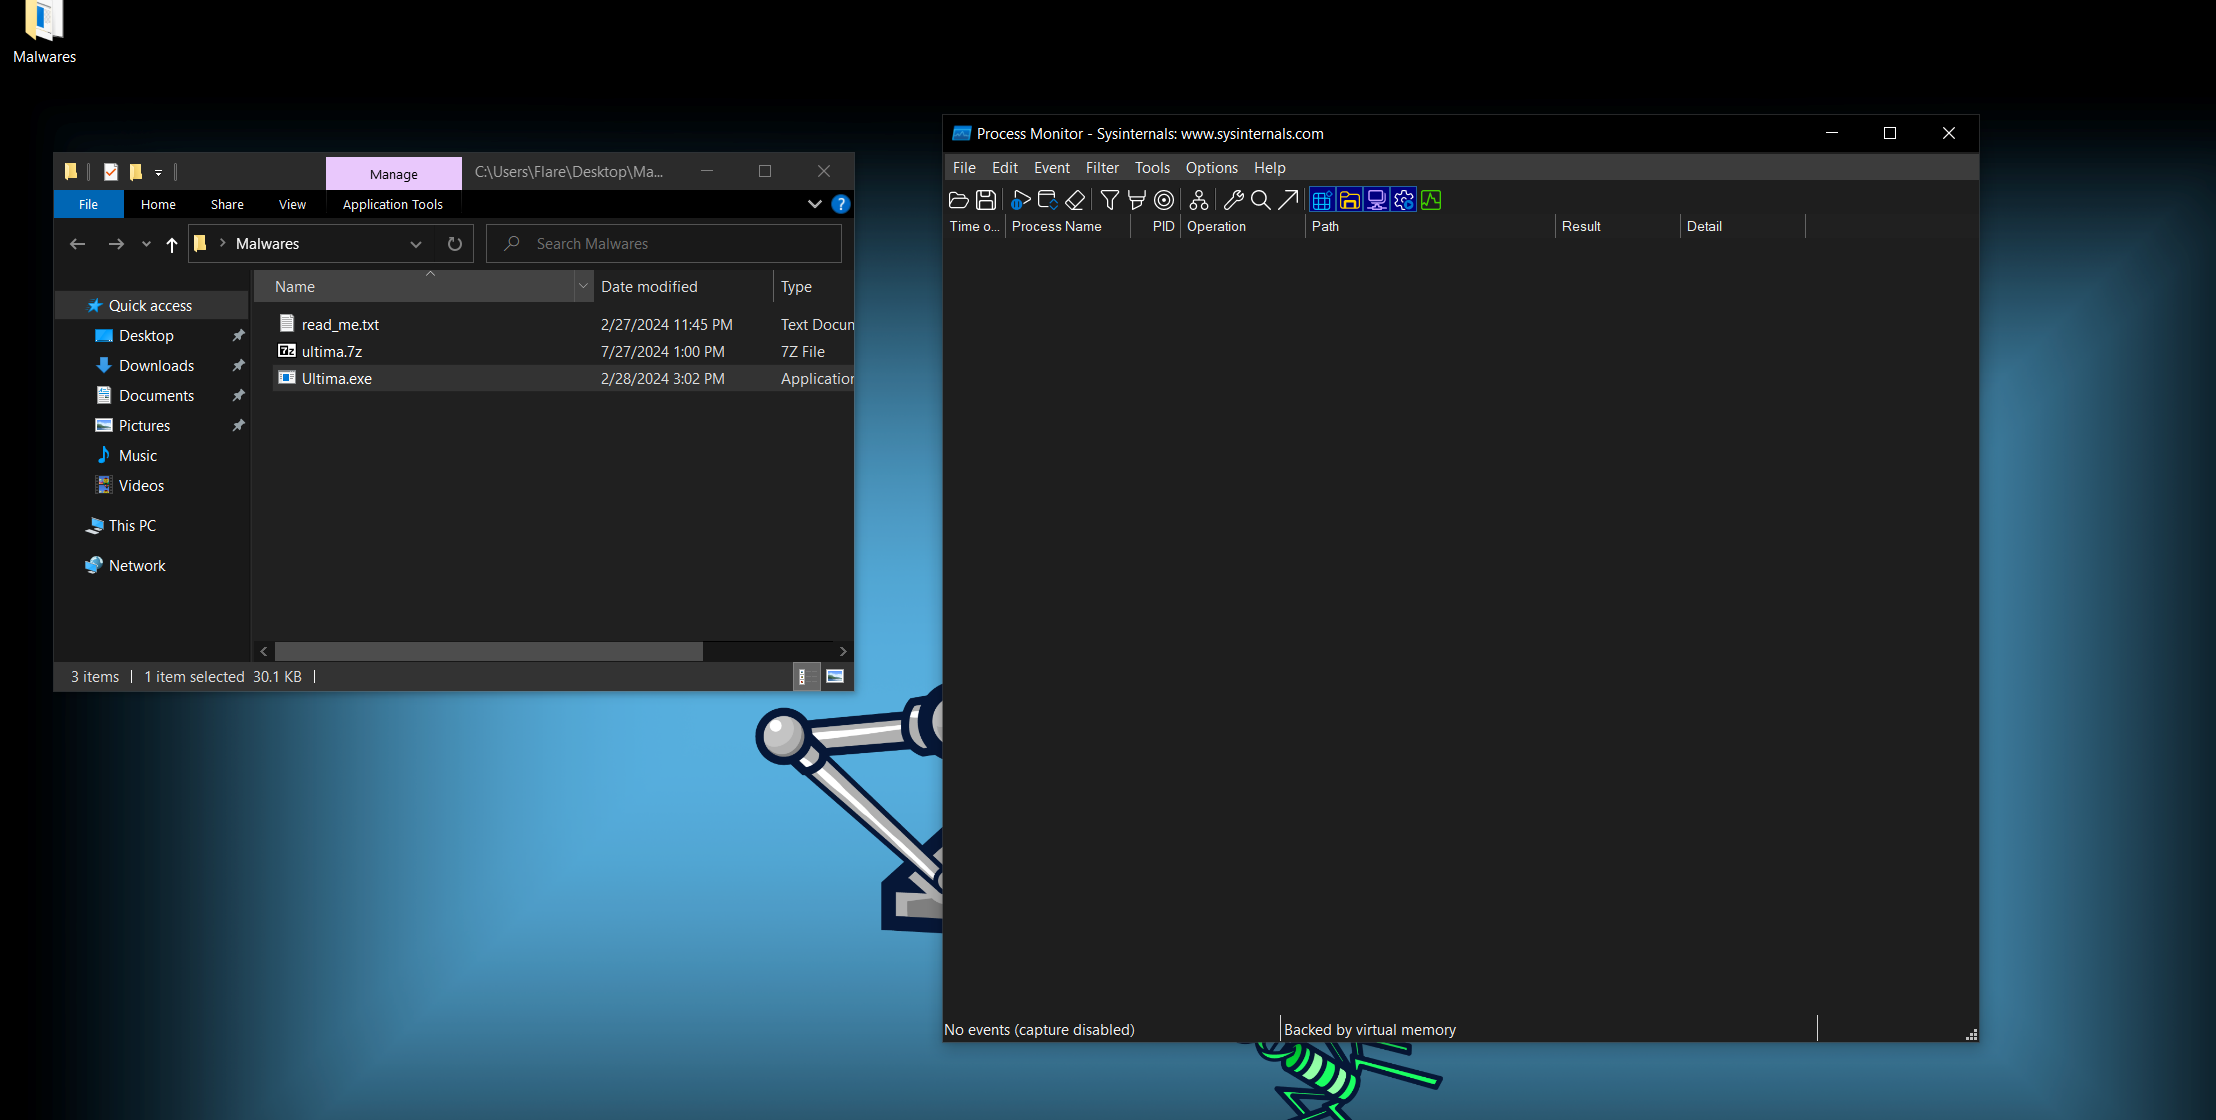 Malwares
Manage
C:\Users\Flare\Desktop\Ma...
File
Home
Share
View
Application Tools
Malwares
Search Malwares
Name
Date modified
Type
Quick access
Desktop
Downloads
Documents
Pictures
Music
Videos
This PC
Network
read_me.txt
2/27/2024 11:45 PM
Text Docum
ultima.7z
7/27/2024 1:00 PM
7Z File
Ultima.exe
2/28/2024 3:02 PM
Application
3 items
1 item selected 30.1 KB
Process Monitor - Sysinternals: www.sysinternals.com
File Edit Event Filter Tools Options Help
Time o... Process Name PID Operation Path Result Detail
No events (capture disabled)
Backed by virtual memory